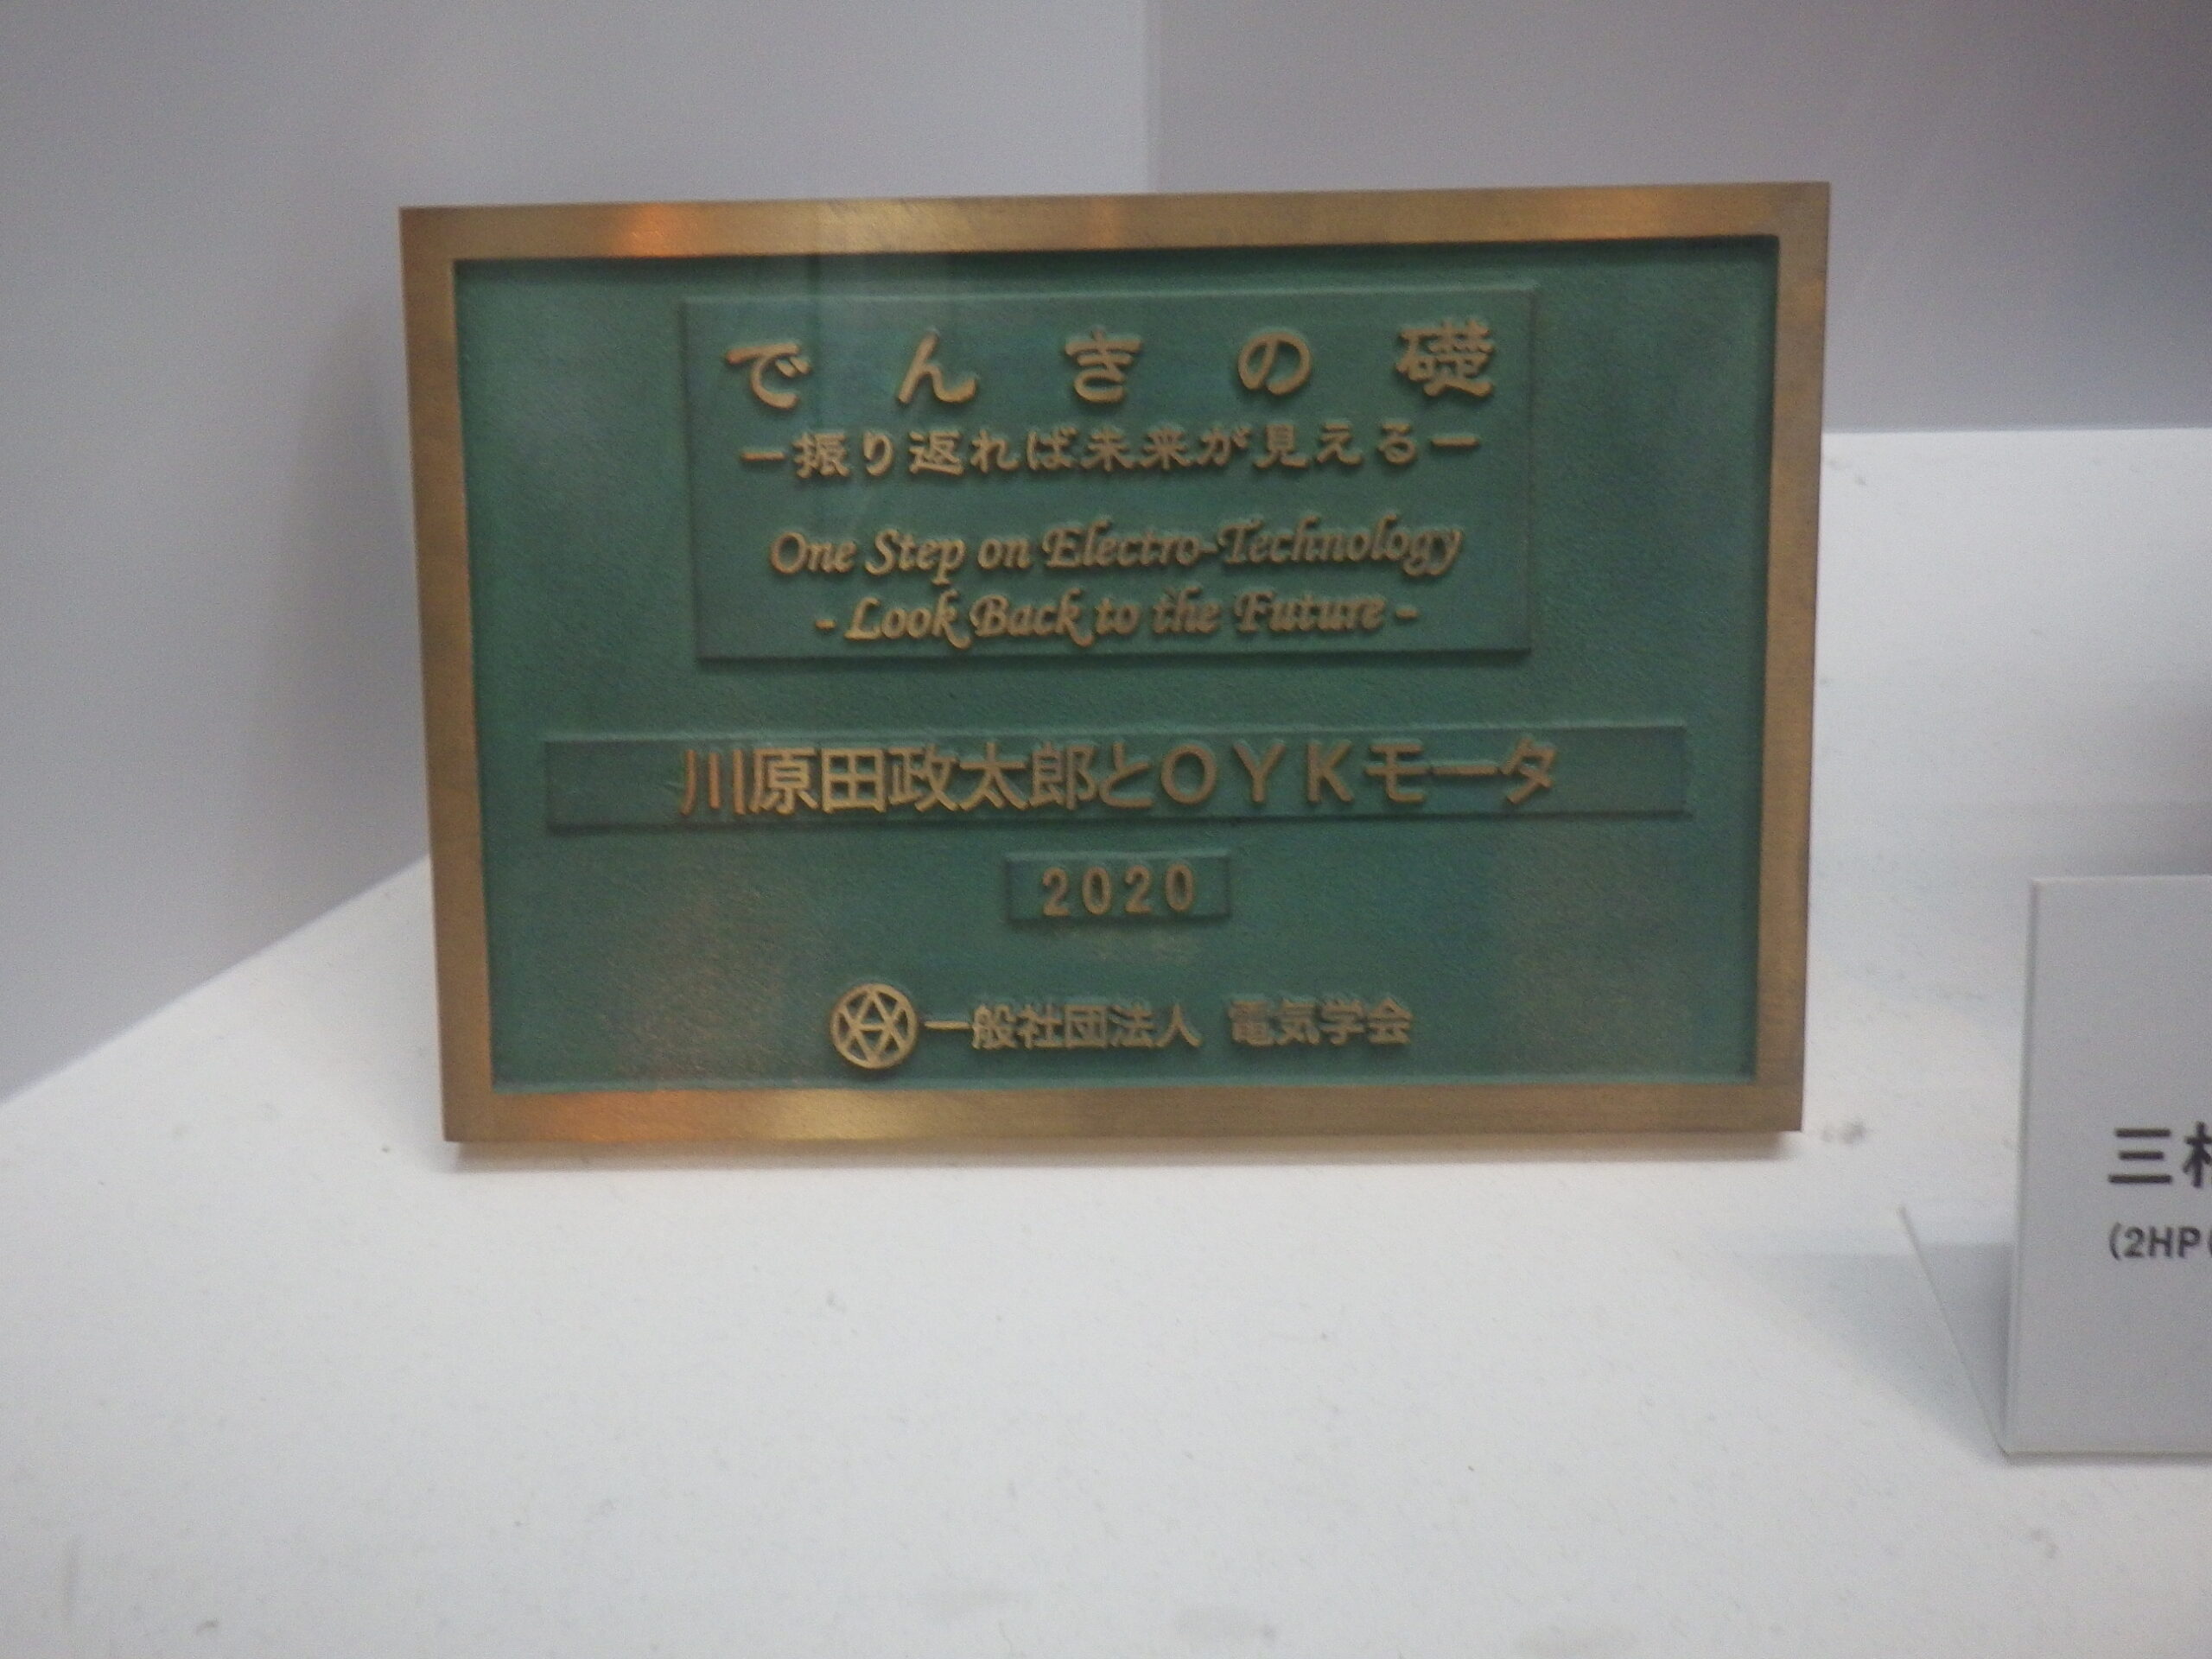 でんきの礎
ー振り返れば未来が見えるー
One Step on Electro-Technology
- Look Back to the Future -
川原田政太郎とOYKモータ
2020
一般社団法人 電気学会
三
(2HP(